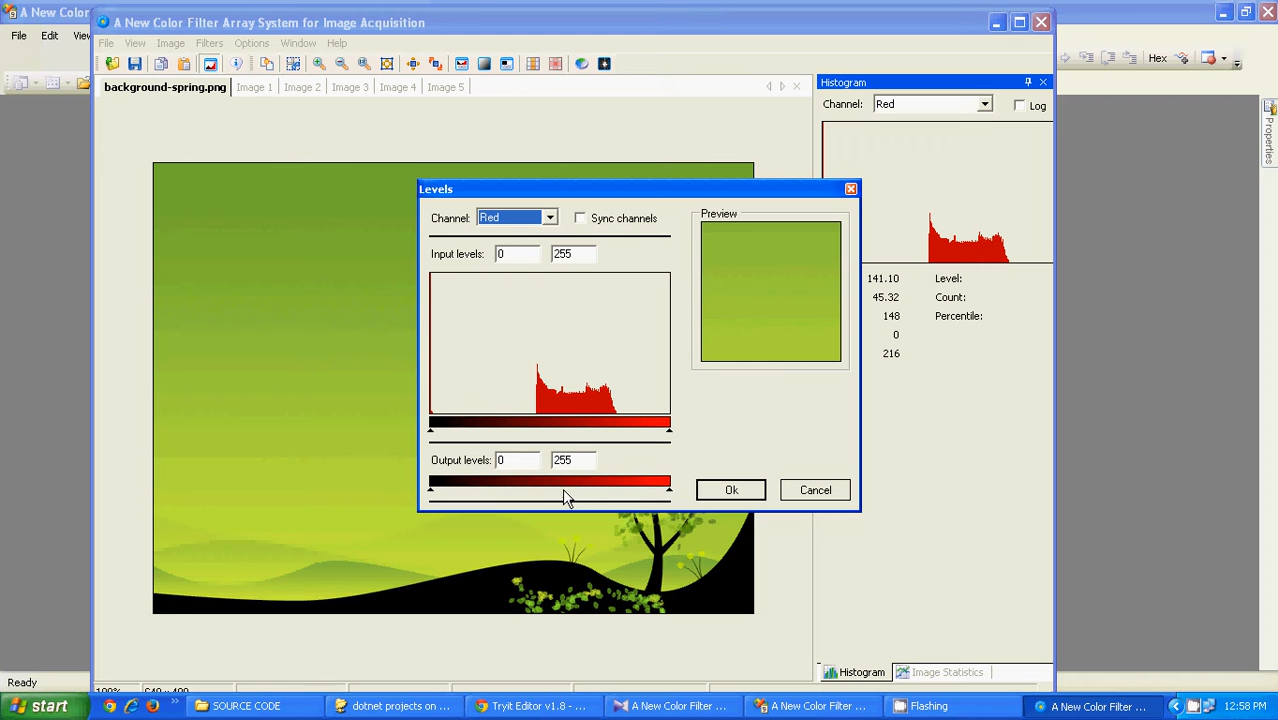 A New Color
A New Color Filter Array System for Image Acquisition
File Edit
File View Image Filters Options Window Help
Hex
background-spring.png Image 1 Image 2 Image 3 Image 4 Image 5
Histogram
Channel: Red Log
Properties
Levels
Channel: Red Sync channels
Preview
Input levels: 0 255
Output levels: 0 255
Ok Cancel
141.10 Level:
45.32 Count:
148 Percentile:
0
216
Histogram Image Statistics
Ready
start
SOURCE CODE
dotnet projects on ...
Tryit Editor v1.8 - ...
A New Color Filter ...
A New Color Filter ...
Flashing
A New Color Filter ...
12:58 PM